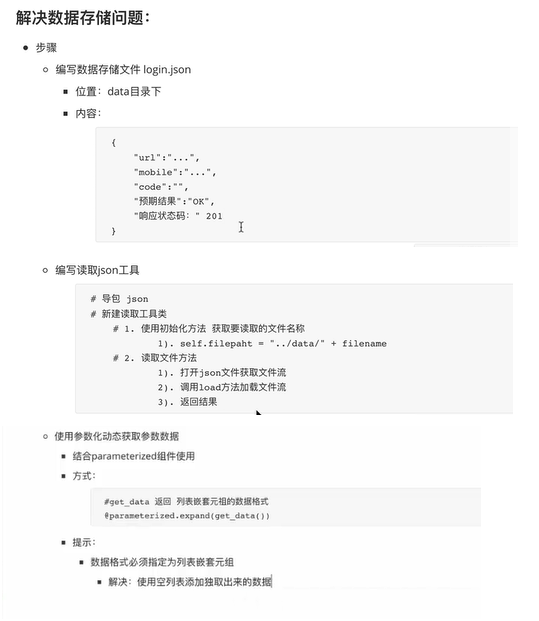 解决数据存储问题：
步骤
编写数据存储文件 login.json
位置：data目录下
内容：
{
"url":"...",
"mobile":"...",
"code":"",
"预期结果":"OK",
"响应状态码：" 201
}
编写读取json工具
# 导包 json
# 新建读取工具类
# 1. 使用初始化方法 获取要读取的文件名称
1). self.filepaht = "../data/" + filename
# 2. 读取文件方法
1). 打开json文件获取文件流
2). 调用load方法加载文件流
3). 返回结果
使用参数化动态获取参数数据
结合parameterized组件使用
方式：
#get_data 返回 列表嵌套元祖的数据格式
@parameterized.expand(get_data())
提示：
数据格式必须指定为列表嵌套元组
解决：使用空列表添加独取出来的数据